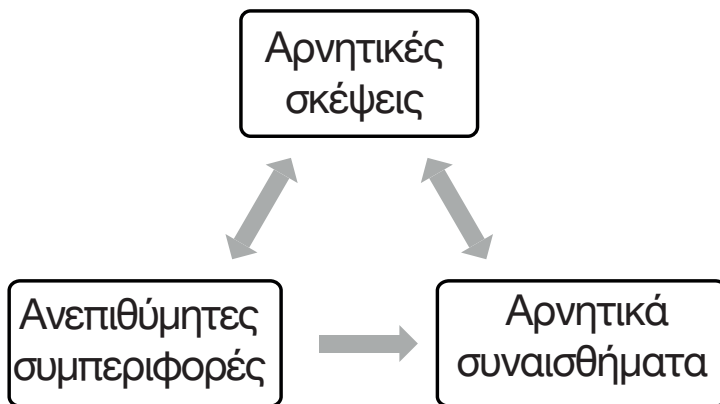 Αρνητικές
σκέψεις
Ανεπιθύμητες
συμπεριφορές
Αρνητικά
συναισθήματα